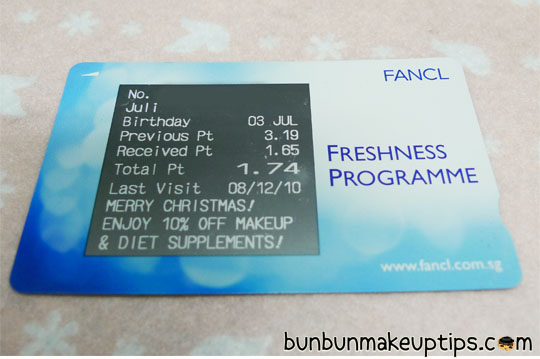 FANCL
No.
Juli
Birthday 03 JUL
Previous Pt 3.19
Received Pt 1.65
Total Pt 1.74
Last Visit 08/12/10
MERRY CHRISTMAS!
ENJOY 10% OFF MAKEUP
& DIET SUPPLEMENTS!
FRESHNESS
PROGRAMME
www.fancl.com.sg
bunbunmakeuptips.com